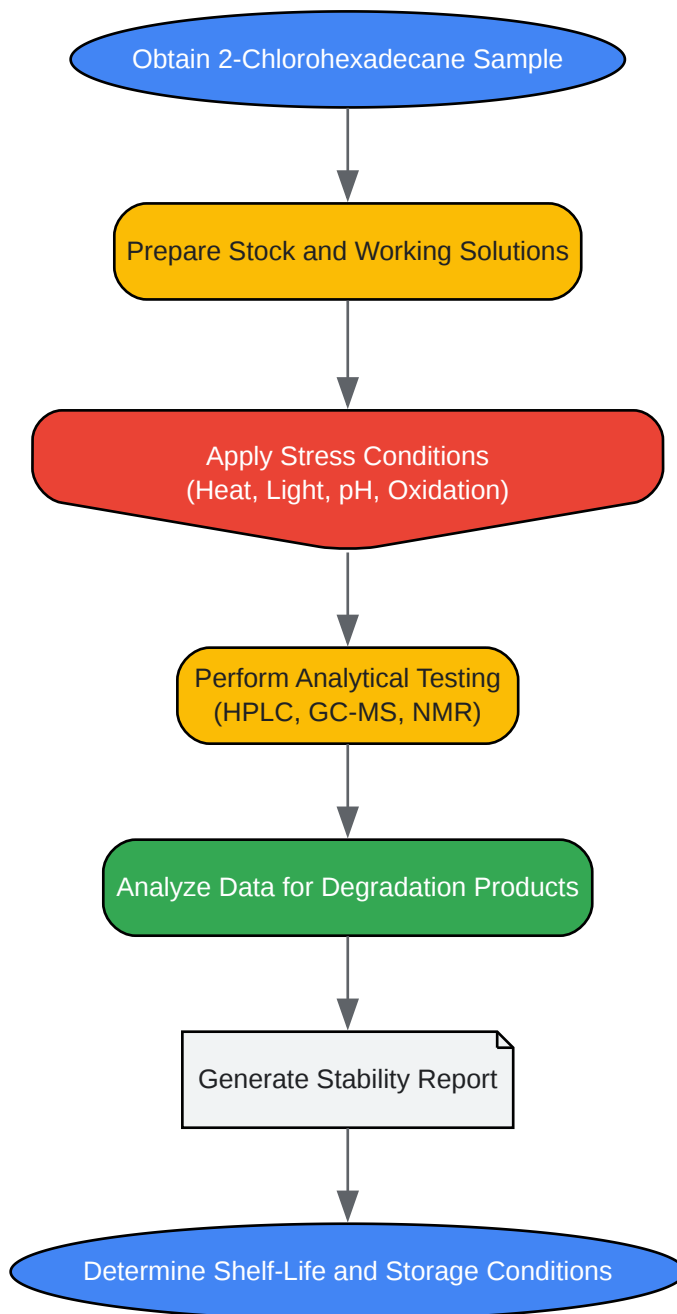 Obtain 2-Chlorohexadecane Sample
Prepare Stock and Working Solutions
Apply Stress Conditions
(Heat, Light, pH, Oxidation)
Perform Analytical Testing
(HPLC, GC-MS, NMR)
Analyze Data for Degradation Products
Generate Stability Report
Determine Shelf-Life and Storage Conditions